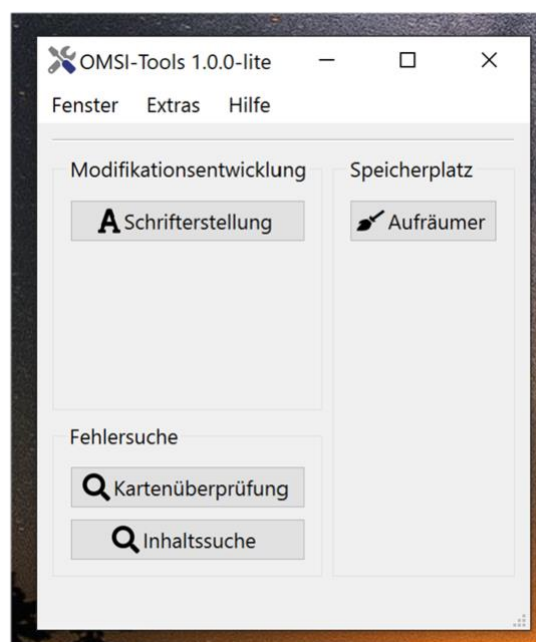 OMSI-Tools 1.0.0-lite
Fenster Extras Hilfe
Modifikationsentwicklung
Schrifterstellung
Speicherplatz
Aufräumer
Fehlersuche
Kartenüberprüfung
Inhaltssuche